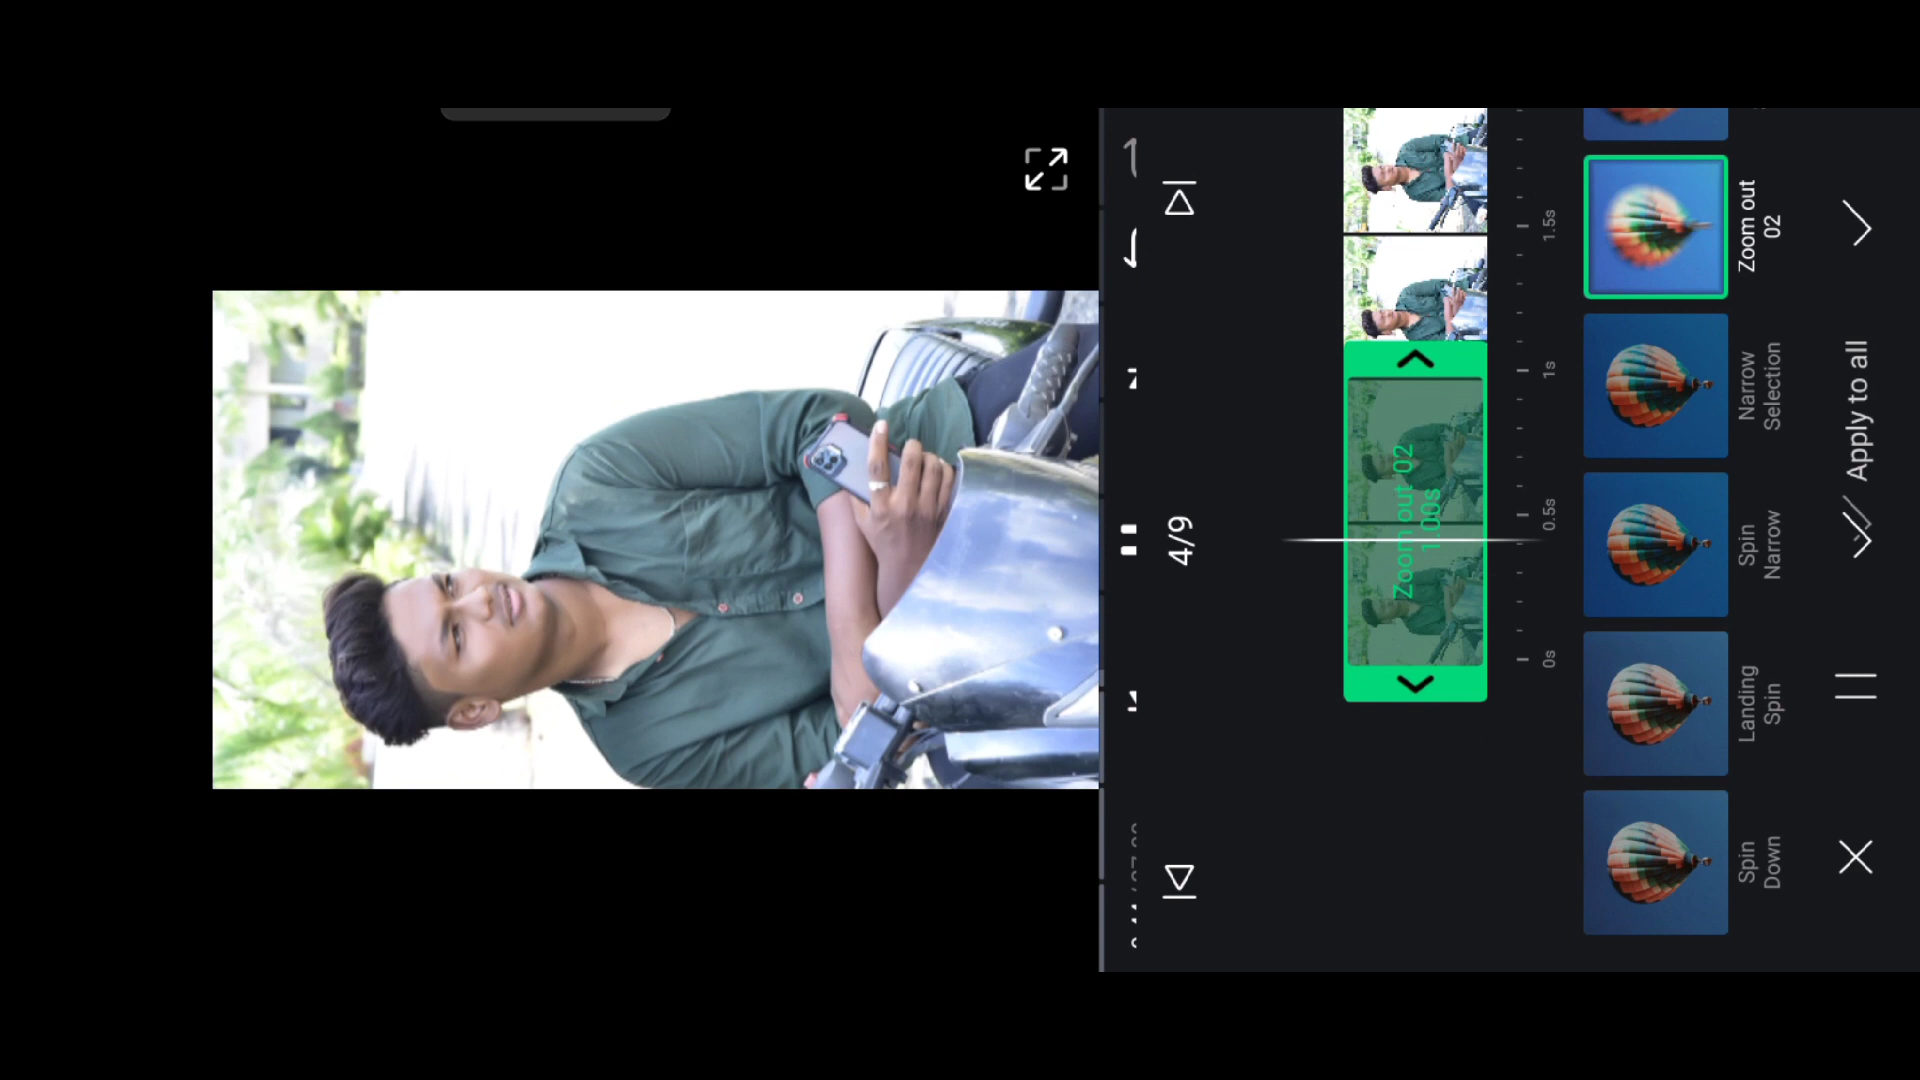 4/9
Zoom out 02
1.00s
0s
0.5s
1s
1.5s
Spin
Down
Landing
Spin
Spin
Narrow
Narrow
Selection
Zoom out
02
Apply to all